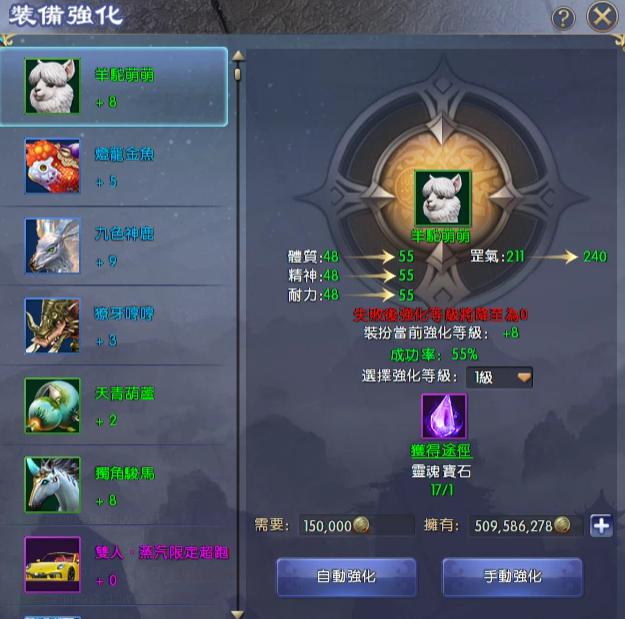 裝備強化
羊駝萌萌
+ 8
燈龍金魚
+ 5
九色神鹿
+ 9
獠牙哼哼
+ 3
天青葫蘆
+ 2
獨角駿馬
+ 8
雙人·蒸汽限定超跑
+ 0
羊駝萌萌
體質:48 55 罡氣:211 240
精神:48 55
耐力:48 55
失敗後強化等級將降至為0
裝扮當前強化等級: +8
成功率: 55%
選擇強化等級: 1級
獲得途徑
靈魂寶石
17/1
需要: 150,000 擁有: 509,586,278
自動強化 手動強化